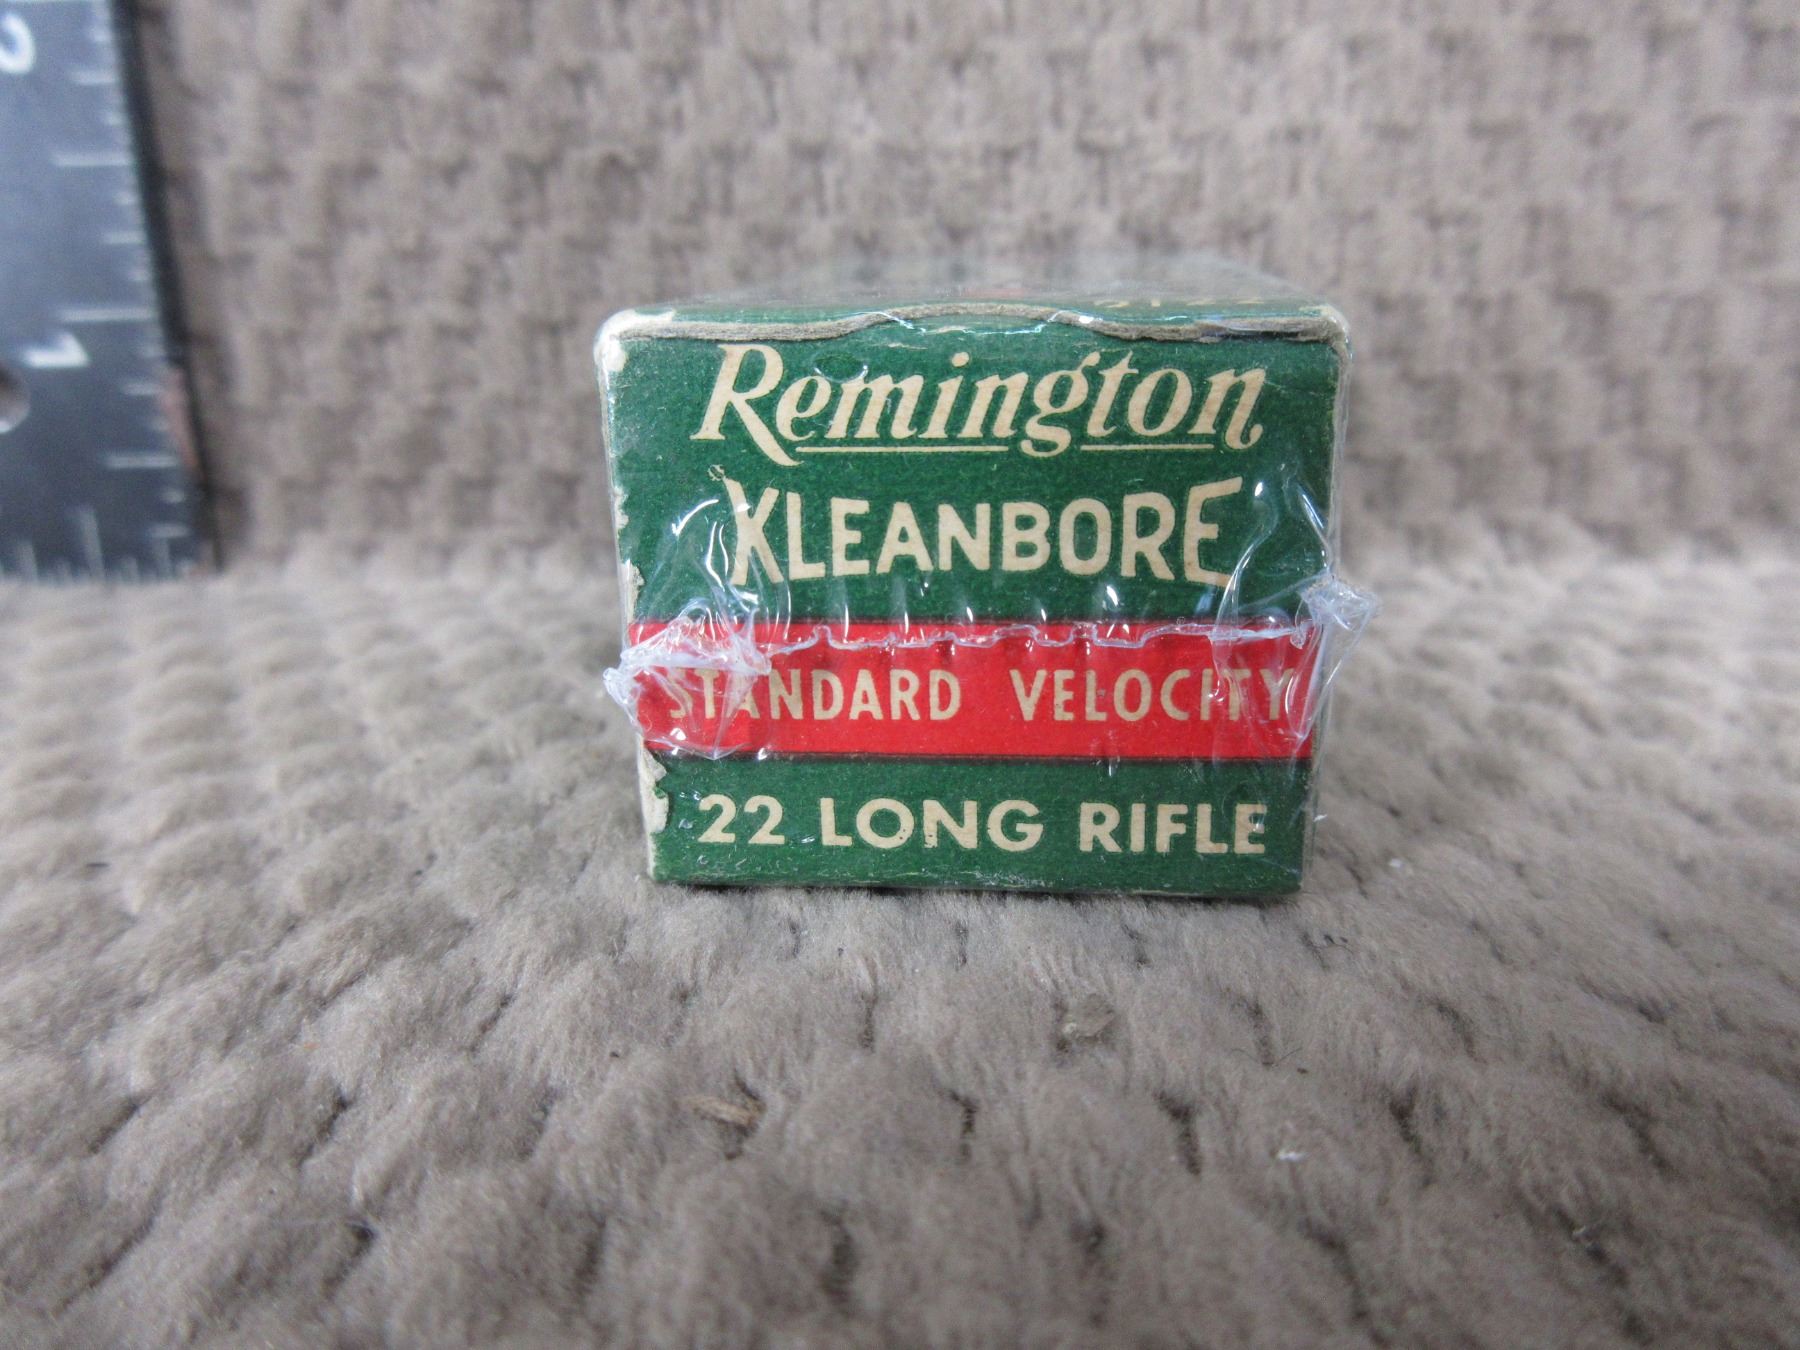 Remington
KLEANBORE
STANDARD VELOCITY
22 LONG RIFLE